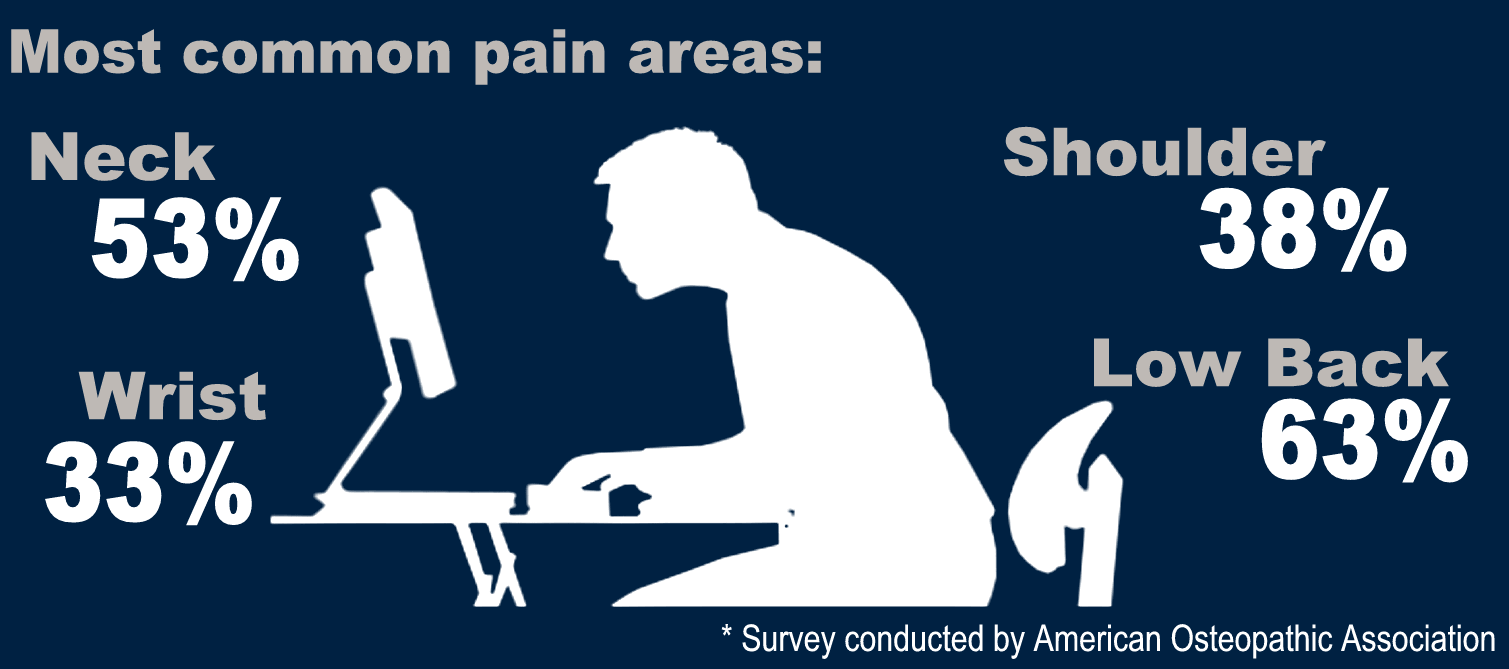 Most common pain areas:
Neck
53%
Shoulder
38%
Wrist
33%
Low Back
63%
* Survey conducted by American Osteopathic Association